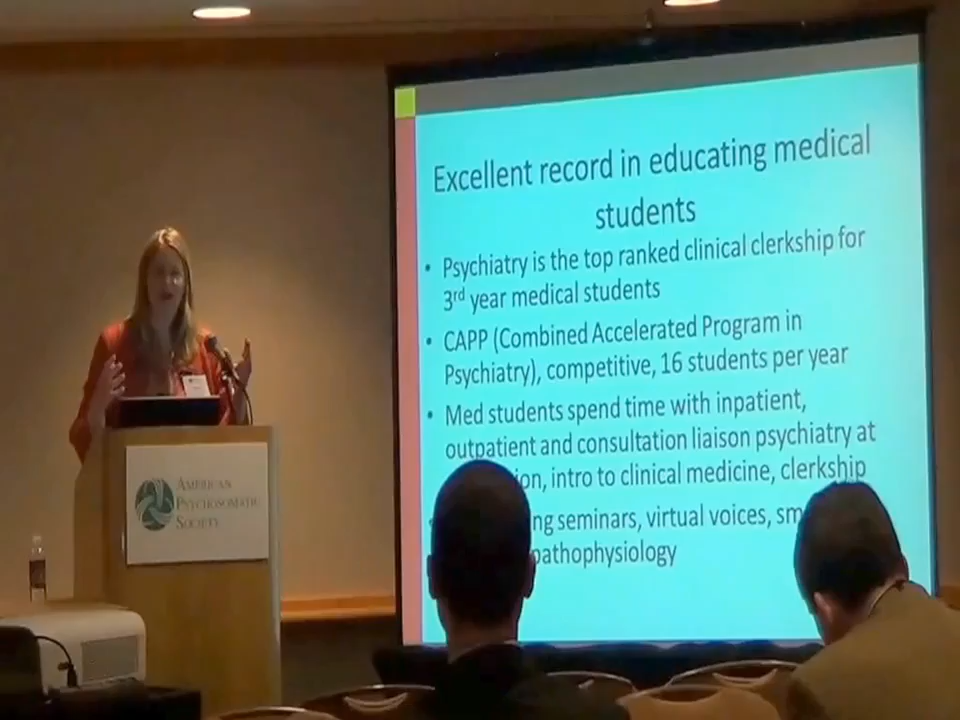 Excellent record in educating medical
students
• Psychiatry is the top ranked clinical clerkship for
3rd year medical students
• CAPP (Combined Accelerated Program in
Psychiatry), competitive, 16 students per year
• Med students spend time with inpatient,
outpatient and consultation liaison psychiatry at
intro to clinical medicine, clerkship
seminars, virtual voices,
pathophysiology
AMERICAN
PSYCHOSOMATIC
SOCIETY